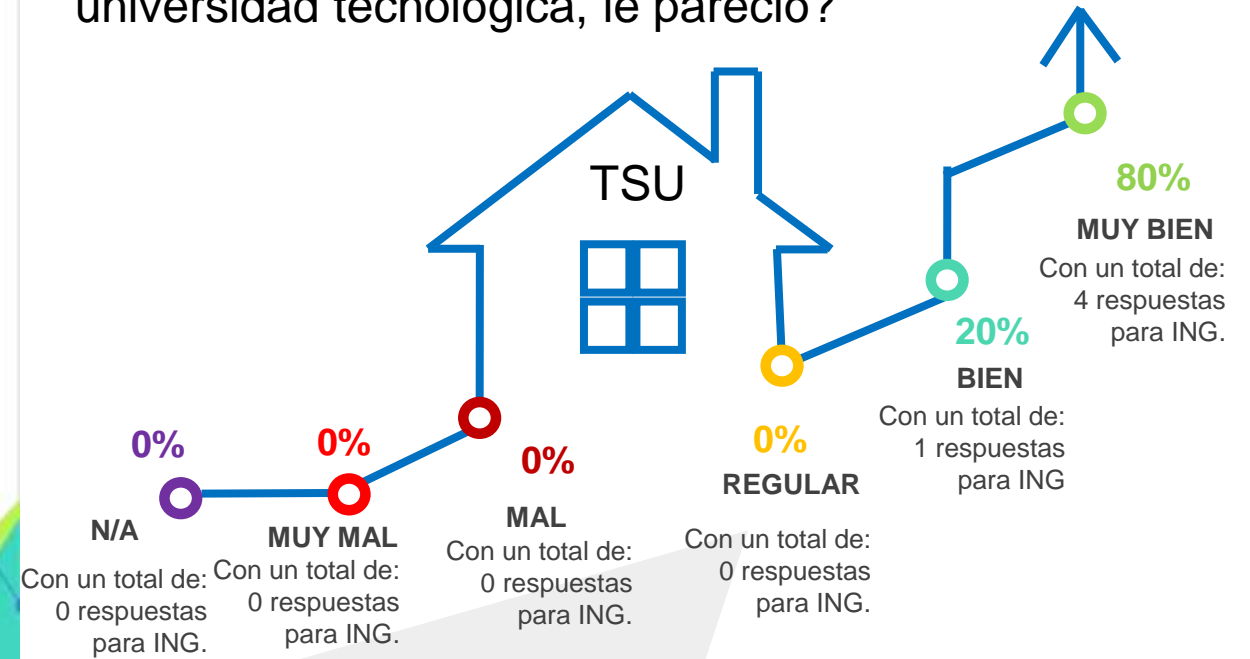 universidad tecnológica, le pareció?
TSU
80%
MUY BIEN
Con un total de:
4 respuestas
para ING.
20%
BIEN
Con un total de:
1 respuestas
para ING
0%
REGULAR
Con un total de:
0 respuestas
para ING.
0%
MAL
Con un total de:
0 respuestas
para ING.
0%
MUY MAL
Con un total de:
0 respuestas
para ING.
0%
N/A
Con un total de:
0 respuestas
para ING.